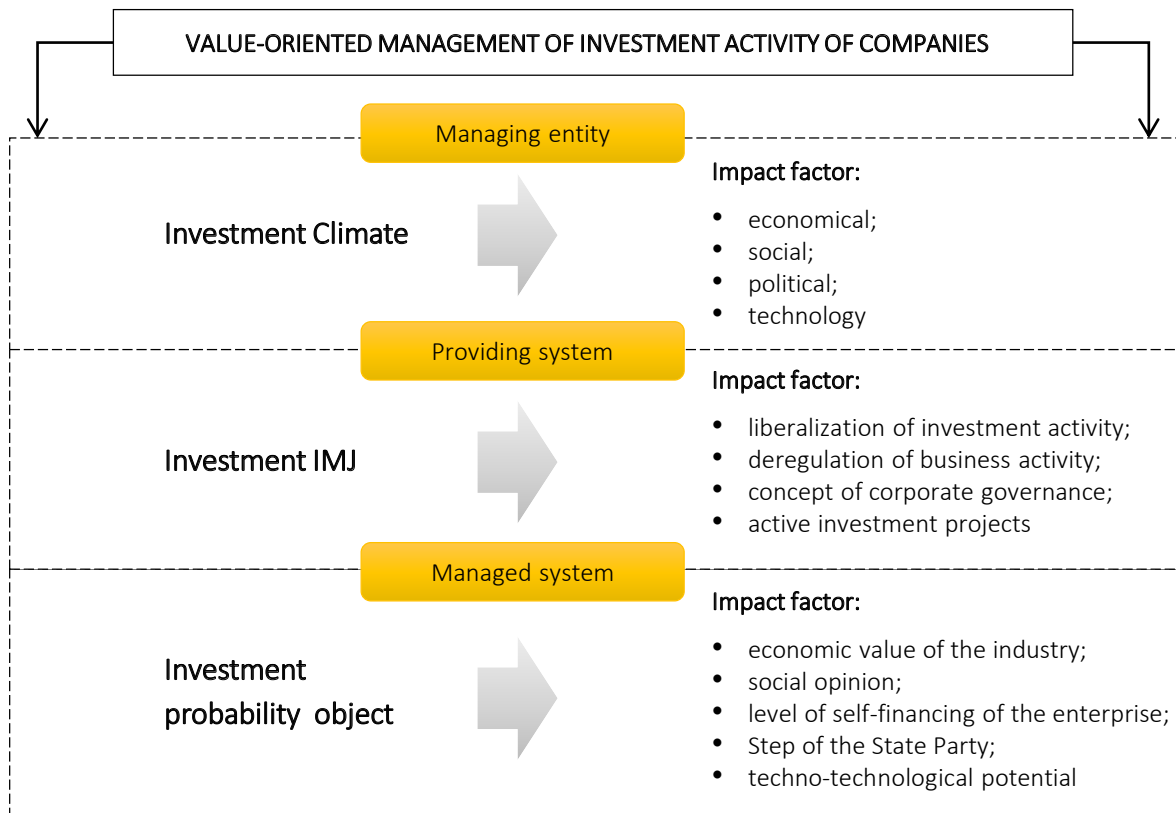 VALUE-ORIENTED MANAGEMENT OF INVESTMENT ACTIVITY OF COMPANIES
Managing entity
Investment Climate
Impact factor:
• economical;
• social;
• political;
• technology
Providing system
Investment IMJ
Impact factor:
• liberalization of investment activity;
• deregulation of business activity;
• concept of corporate governance;
• active investment projects
Managed system
Investment
probability object
Impact factor:
• economic value of the industry;
• social opinion;
• level of self-financing of the enterprise;
• Step of the State Party;
• techno-technological potential